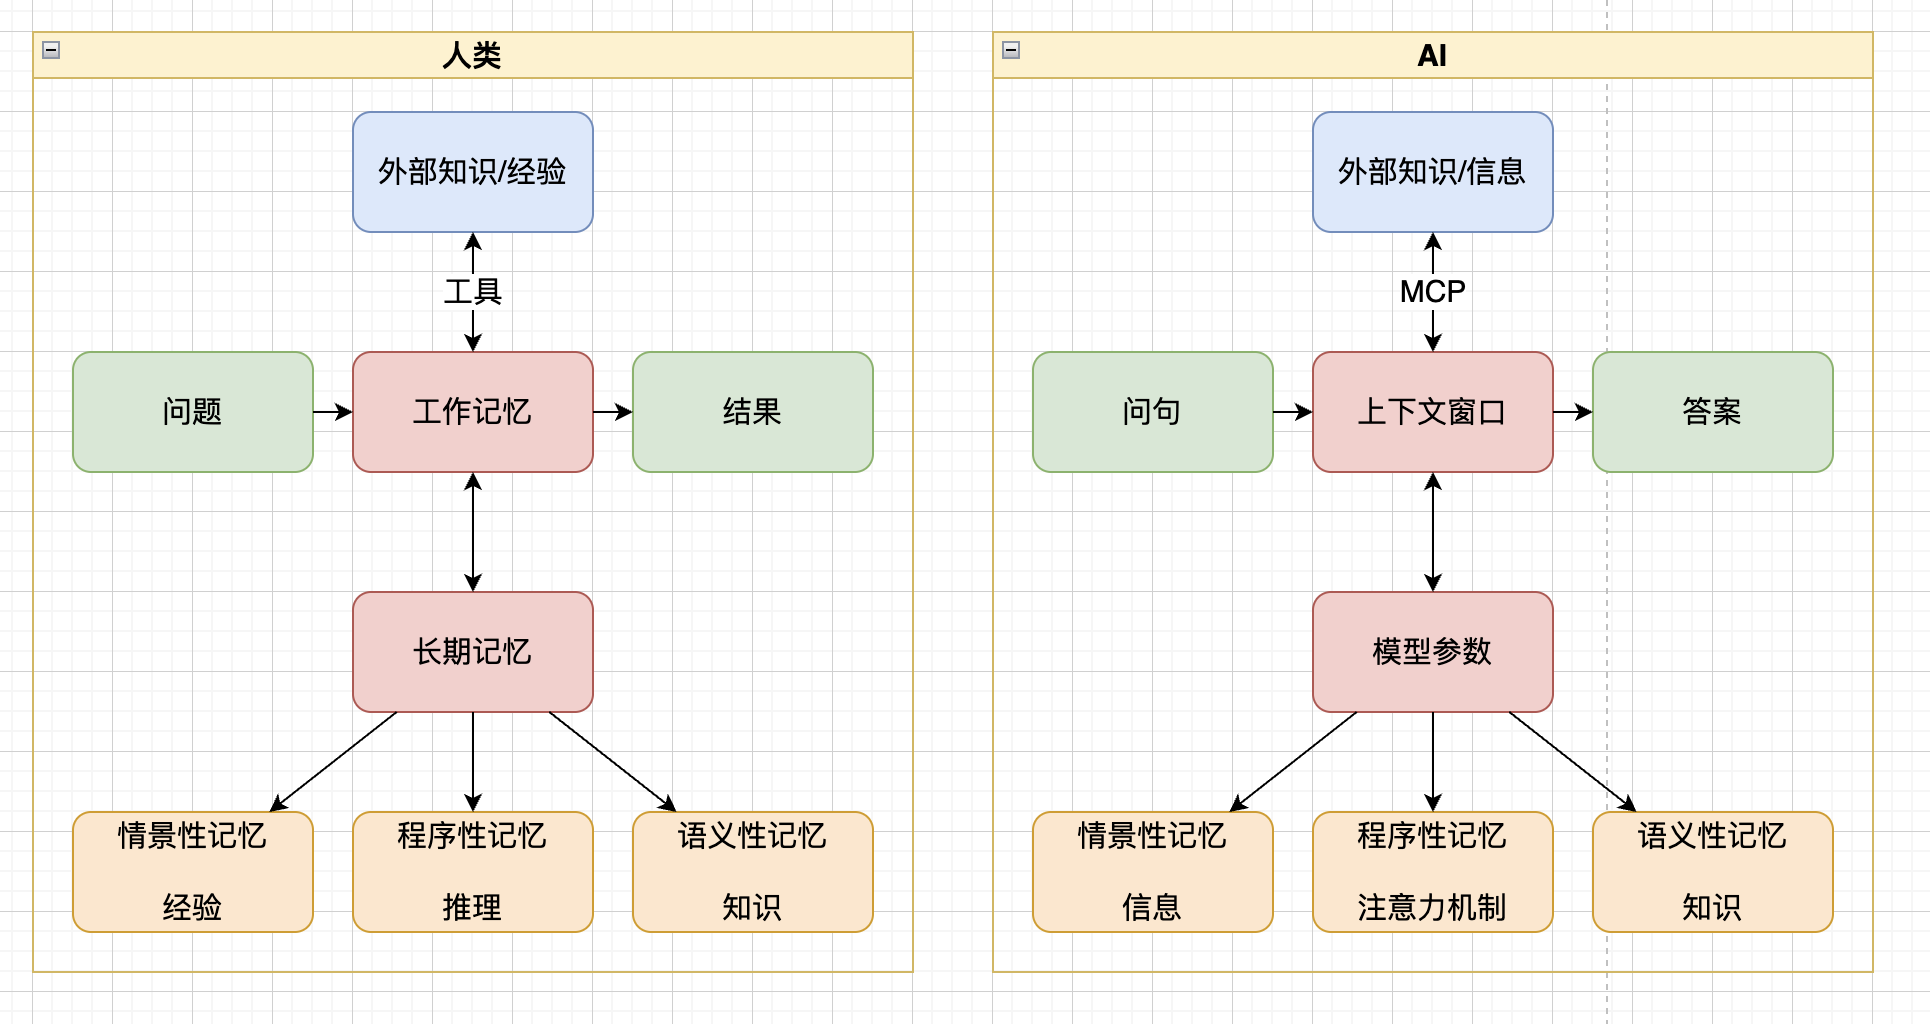 人类
外部知识/经验
工具
问题
工作记忆
结果
长期记忆
情景性记忆
经验
程序性记忆
推理
语义性记忆
知识
AI
外部知识/信息
MCP
问句
上下文窗口
答案
模型参数
情景性记忆
信息
程序性记忆
注意力机制
语义性记忆
知识